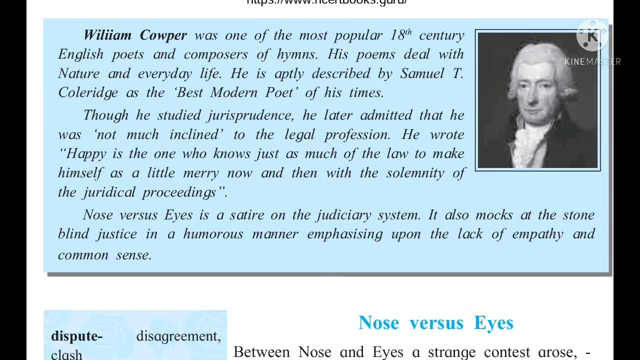 https://www.ncertbooks.guru/
Wiliiam Cowper was one of the most popular 18th century
English poets and composers of hymns. His poems deal with
Nature and everyday life. He is aptly described by Samuel T.
Coleridge as the ‘Best Modern Poet’ of his times.
Though he studied jurisprudence, he later admitted that he
was ‘not much inclined’ to the legal profession. He wrote
“Happy is the one who knows just as much of the law to make
himself as a little merry now and then with the solemnity of
the juridical proceedings”.
Nose versus Eyes is a satire on the judiciary system. It also mocks at the stone
blind justice in a humorous manner emphasising upon the lack of empathy and
common sense.
K
KINEMASTER
Nose versus Eyes
dispute- disagreement,
clash
Between Nose and Eyes a strange contest arose, -